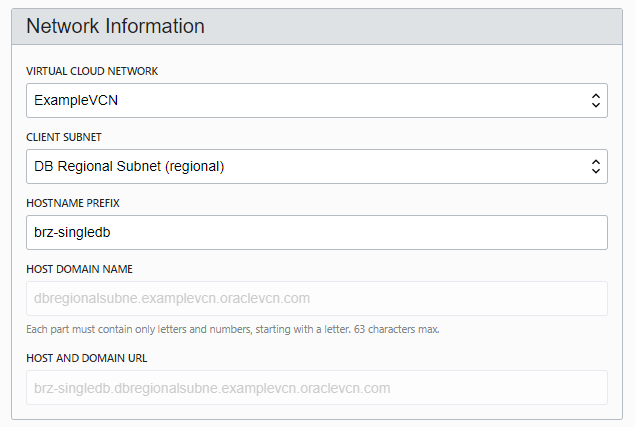 Network Information
VIRTUAL CLOUD NETWORK
ExampleVCN
CLIENT SUBNET
DB Regional Subnet (regional)
HOSTNAME PREFIX
brz-singledb
HOST DOMAIN NAME
dbregionalsubne.examplevcn.oraclevcn.com
Each part must contain only letters and numbers, starting with a letter. 63 characters max.
HOST AND DOMAIN URL
brz-singledb.dbregionalsubne.examplevcn.oraclevcn.com